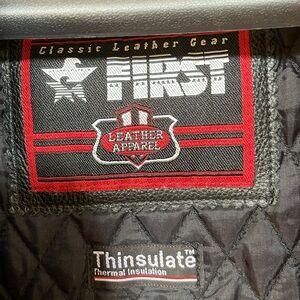 Classic Leather Gear
FIRST
LEATHER
APPAREL
Thinsulate™
Thermal Insulation